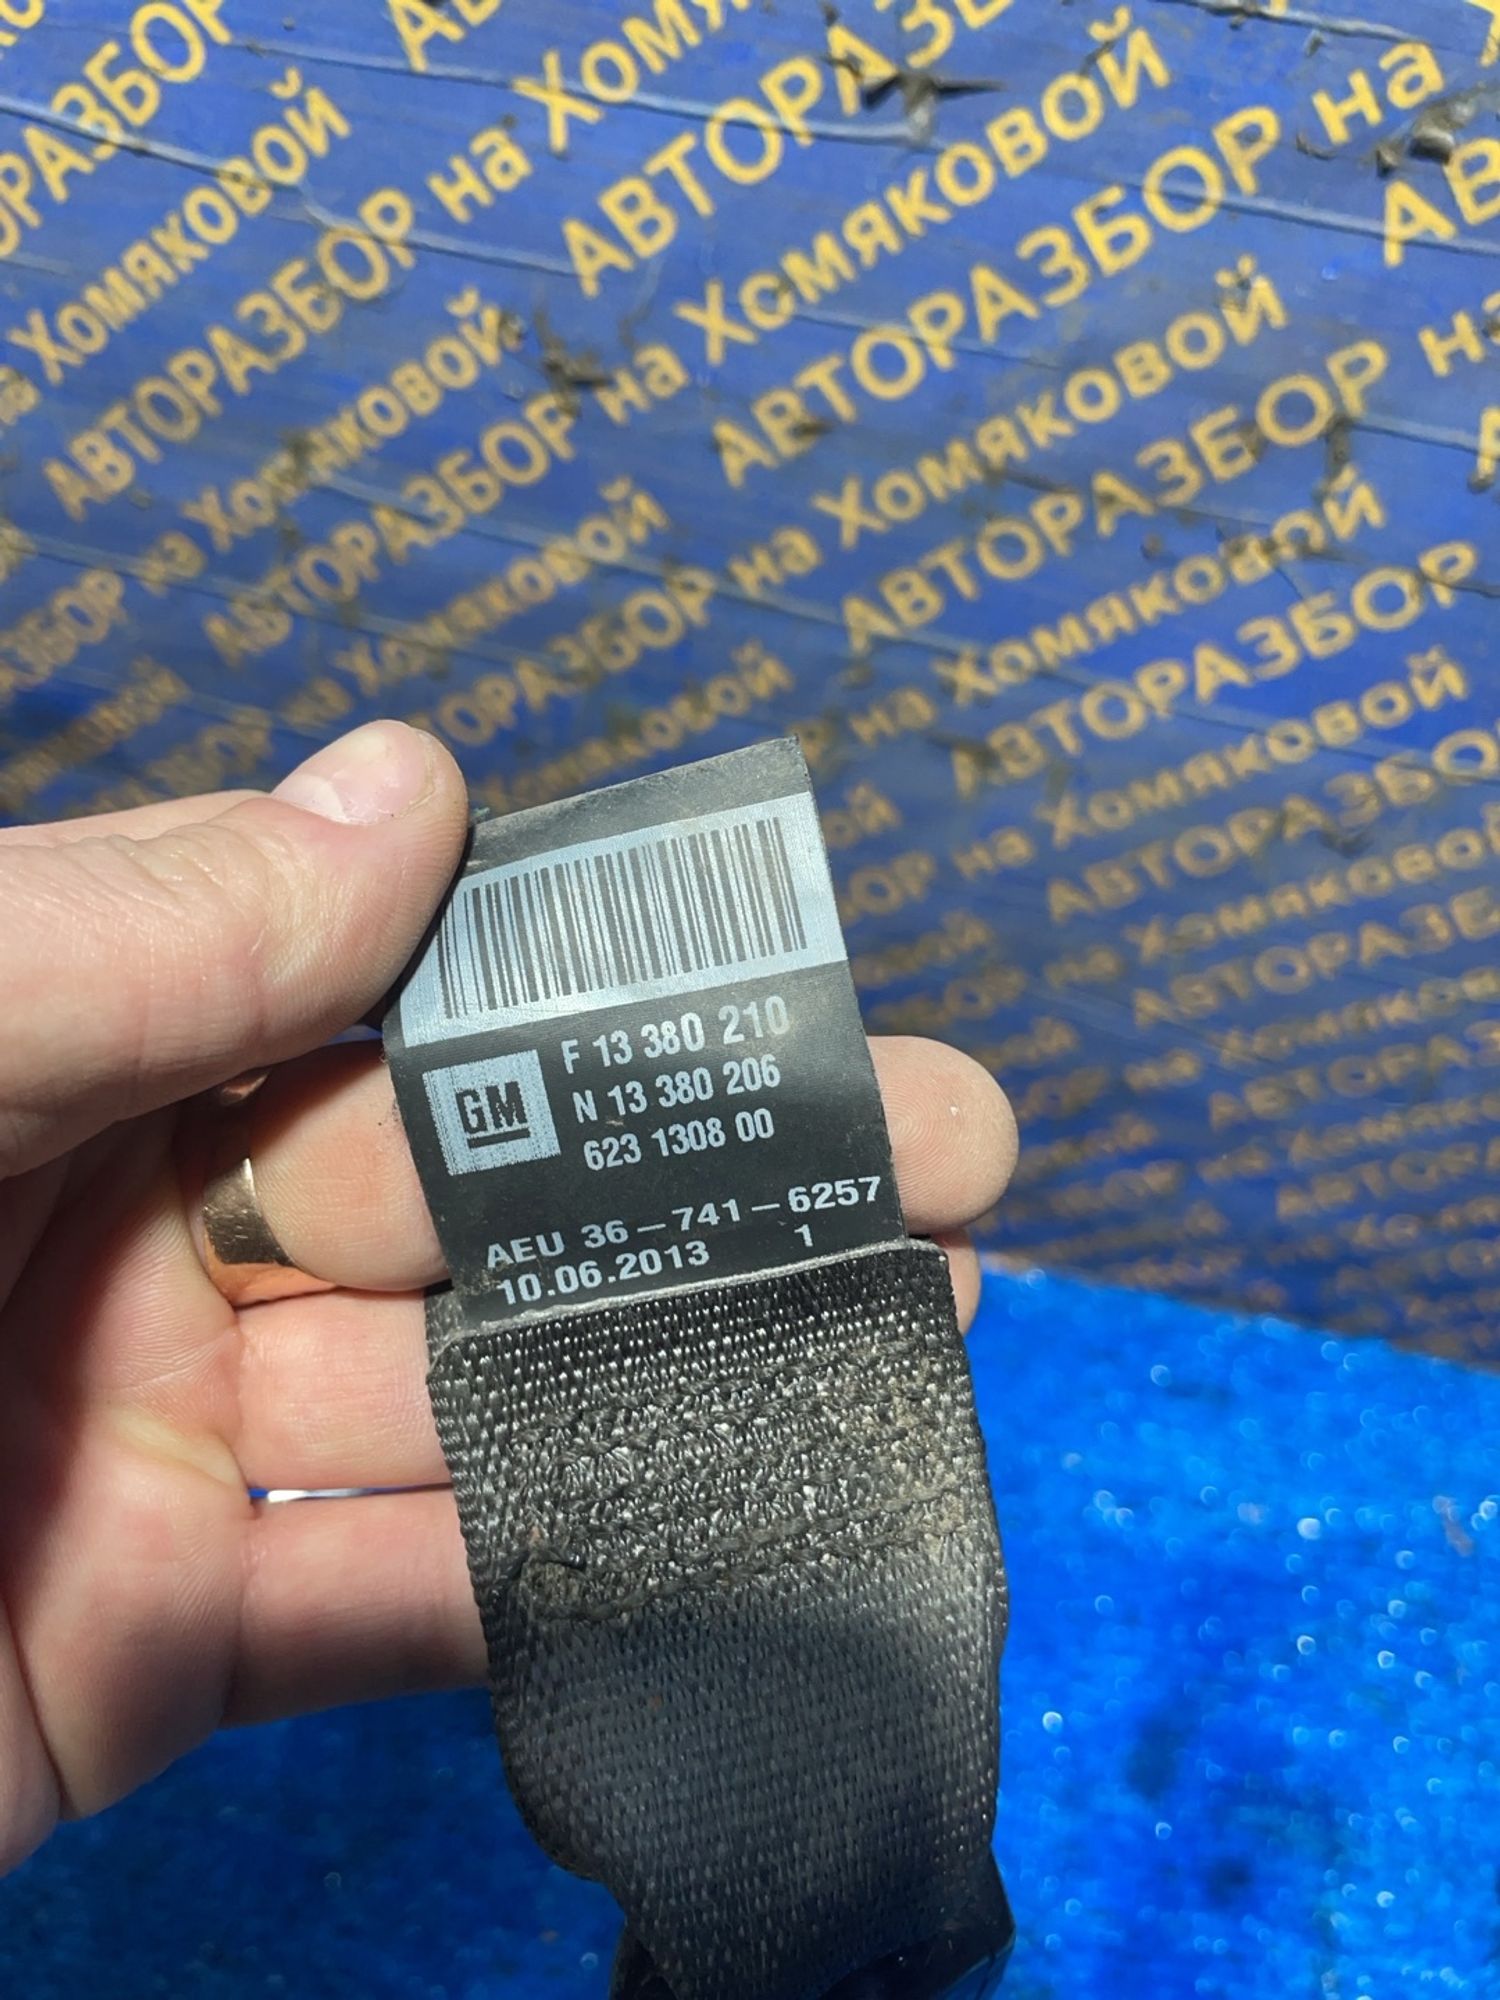 АВТОРАЗБОР на Хомяковой
АВТОРАЗБОР на Хомяковой
АВТОРАЗБОР на Хомяковой
АВТОРАЗБОР на Хомяковой
АВТОРАЗБОР на Хомяковой
F 13 380 210
N 13 380 206
GM
623 1308 00
AEU 36-741-6257
10.06.2013 1